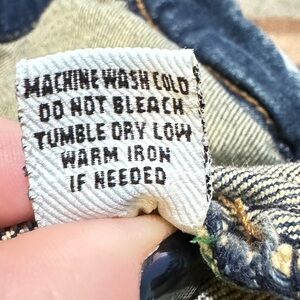 MACHINE WASH COLD
DO NOT BLEACH
TUMBLE DRY LOW
WARM IRON
IF NEEDED